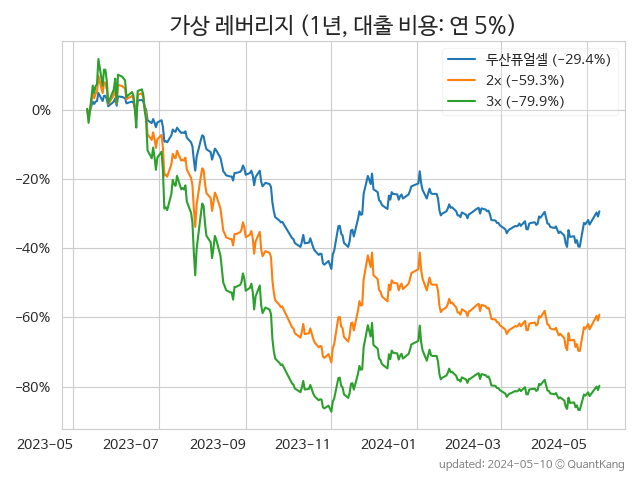 가상 레버리지 (1년, 대출 비용: 연 5%)
두산퓨얼셀 (−29.4%)
2x (−59.3%)
3x (−79.9%)
0%
−20%
−40%
−60%
−80%
2023−05 2023−07 2023−09 2023−11 2024−01 2024−03 2024−05
updated: 2024-05-10 © QuantKang